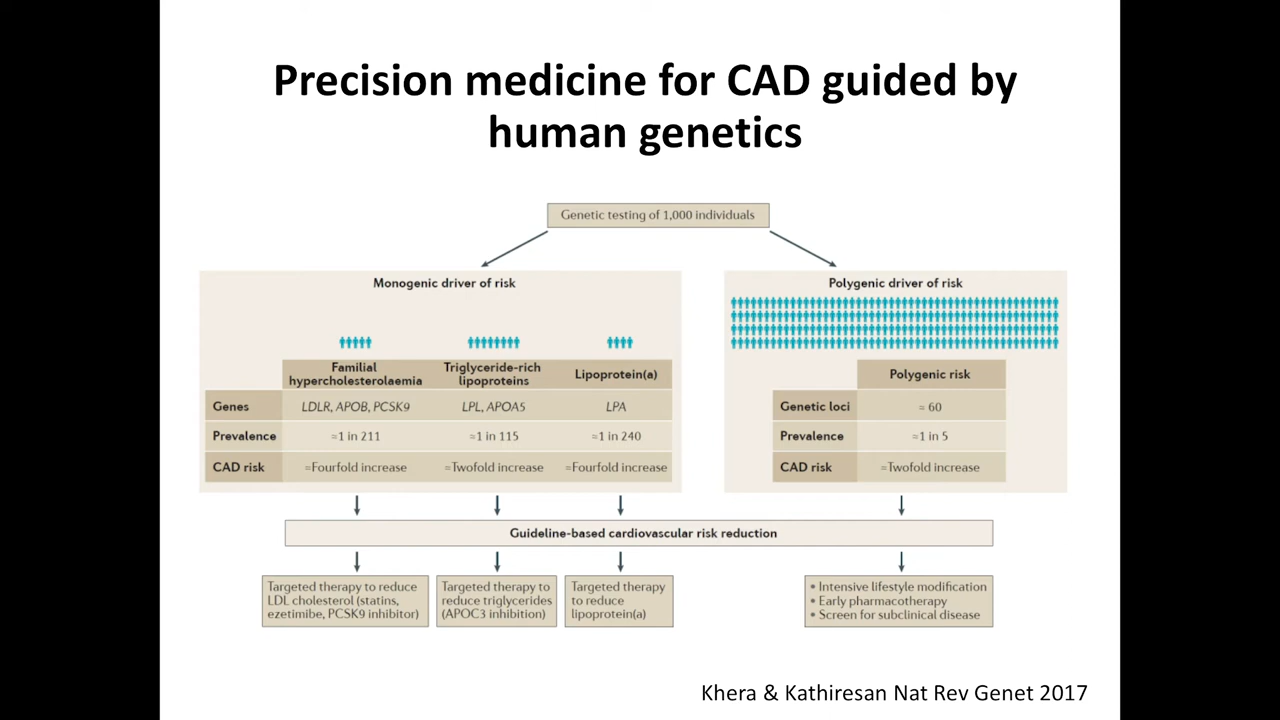 Precision medicine for CAD guided by
human genetics
Genetic testing of 1,000 individuals
Monogenic driver of risk
Familial
hypercholesterolaemia
Triglyceride-rich
lipoproteins
Lipoprotein(a)
Genes
LDLR, APOB, PCSK9
LPL, APOA5
LPA
Prevalence
≈1 in 211
≈1 in 115
≈1 in 240
CAD risk
≈Fourfold increase
≈Twofold increase
≈Fourfold increase
Polygenic driver of risk
Polygenic risk
Genetic loci
≈ 60
Prevalence
≈1 in 5
CAD risk
≈Twofold increase
Guideline-based cardiovascular risk reduction
Targeted therapy to reduce
LDL cholesterol (statins,
ezetimibe, PCSK9 inhibitor)
Targeted therapy to
reduce triglycerides
(APOC3 inhibition)
Targeted therapy
to reduce
lipoprotein(a)
• Intensive lifestyle modification
• Early pharmacotherapy
• Screen for subclinical disease
Khera & Kathiresan Nat Rev Genet 2017